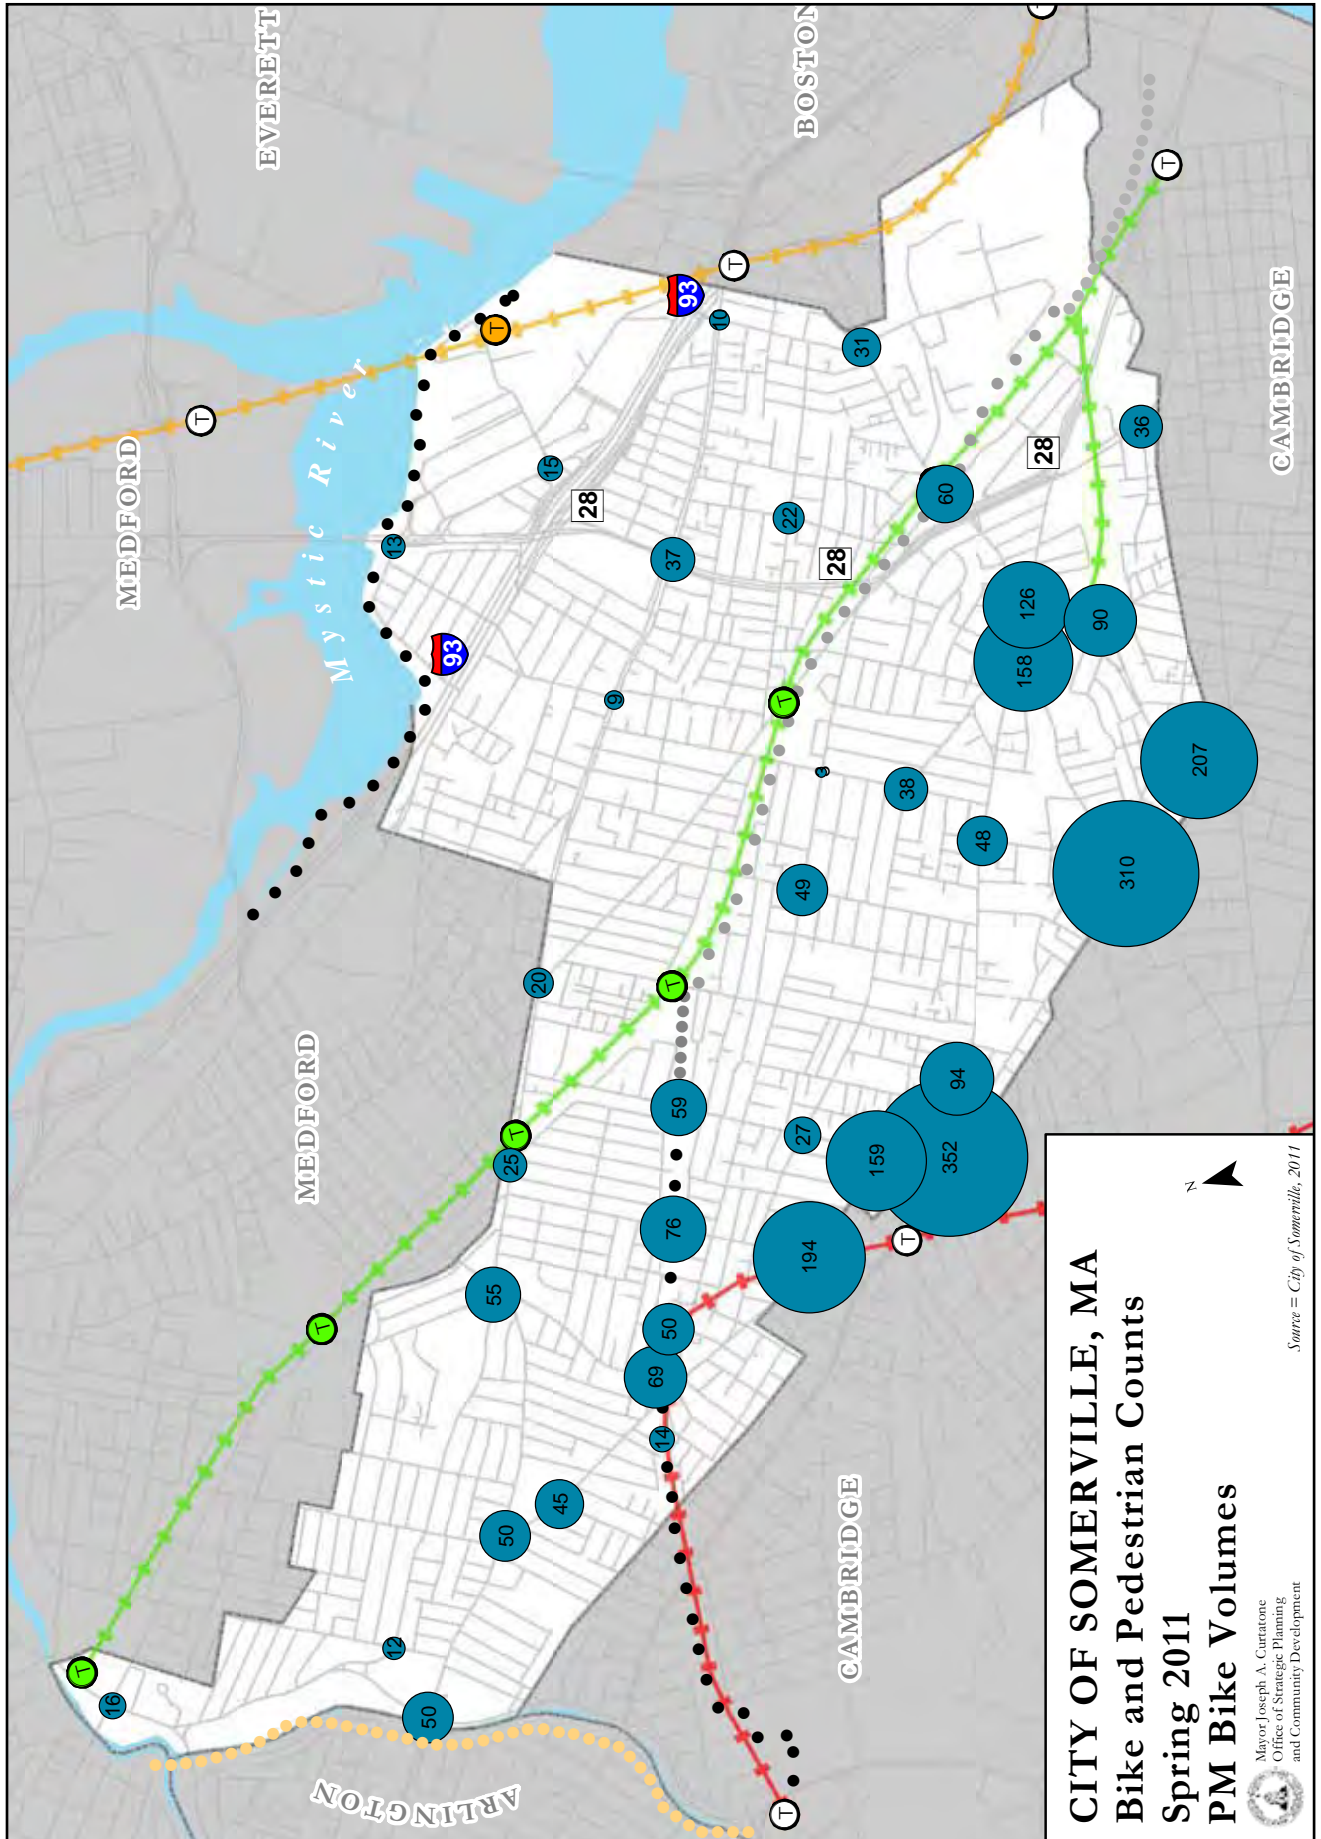 MEDFORD
EVERETT
BOSTON
Mystic River
MEDFORD
CAMBRIDGE
ARLINGTON
CAMBRIDGE
T
T
T
T
T
T
T
T
T
T
T
T
93
93
28
28
28
16
12
50
50
45
14
69
50
55
76
25
59
20
27
194
159
352
94
49
48
38
3
310
207
9
13
15
37
22
10
31
60
36
126
158
90
N
CITY OF SOMERVILLE, MA
Bike and Pedestrian Counts
Spring 2011
PM Bike Volumes
Mayor Joseph A. Curtatone
Office of Strategic Planning
and Community Development
Source = City of Somerville, 2011